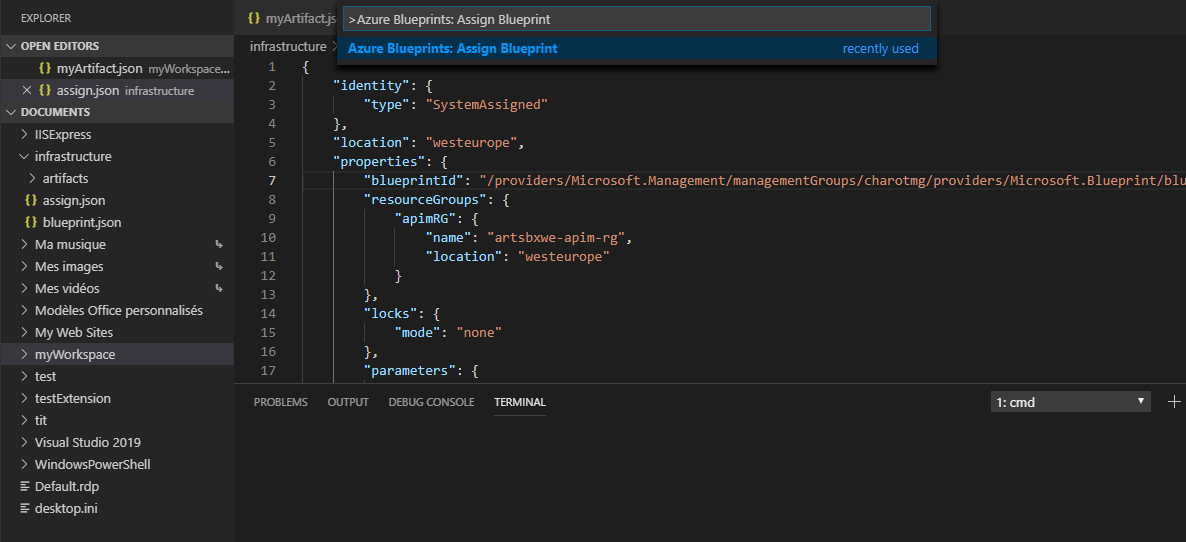 EXPLORER
OPEN EDITORS
{} myArtifact.json myWorkspace...
{} assign.json infrastructure
DOCUMENTS
IISExpress
infrastructure
artifacts
{} assign.json
{} blueprint.json
Ma musique
Mes images
Mes vidéos
Modèles Office personnalisés
My Web Sites
myWorkspace
test
testExtension
tit
Visual Studio 2019
WindowsPowerShell
Default.rdp
desktop.ini
{} myArtifact.js
>Azure Blueprints: Assign Blueprint
Azure Blueprints: Assign Blueprint recently used
infrastructure
1 {
2 "identity": {
3 "type": "SystemAssigned"
4 },
5 "location": "westeurope",
6 "properties": {
7 "blueprintId": "/providers/Microsoft.Management/managementGroups/charotmg/providers/Microsoft.Blueprint/blu
8 "resourceGroups": {
9 "apimRG": {
10 "name": "artsbxwe-apim-rg",
11 "location": "westeurope"
12 }
13 },
14 "locks": {
15 "mode": "none"
16 },
17 "parameters": {
PROBLEMS OUTPUT DEBUG CONSOLE TERMINAL 1: cmd